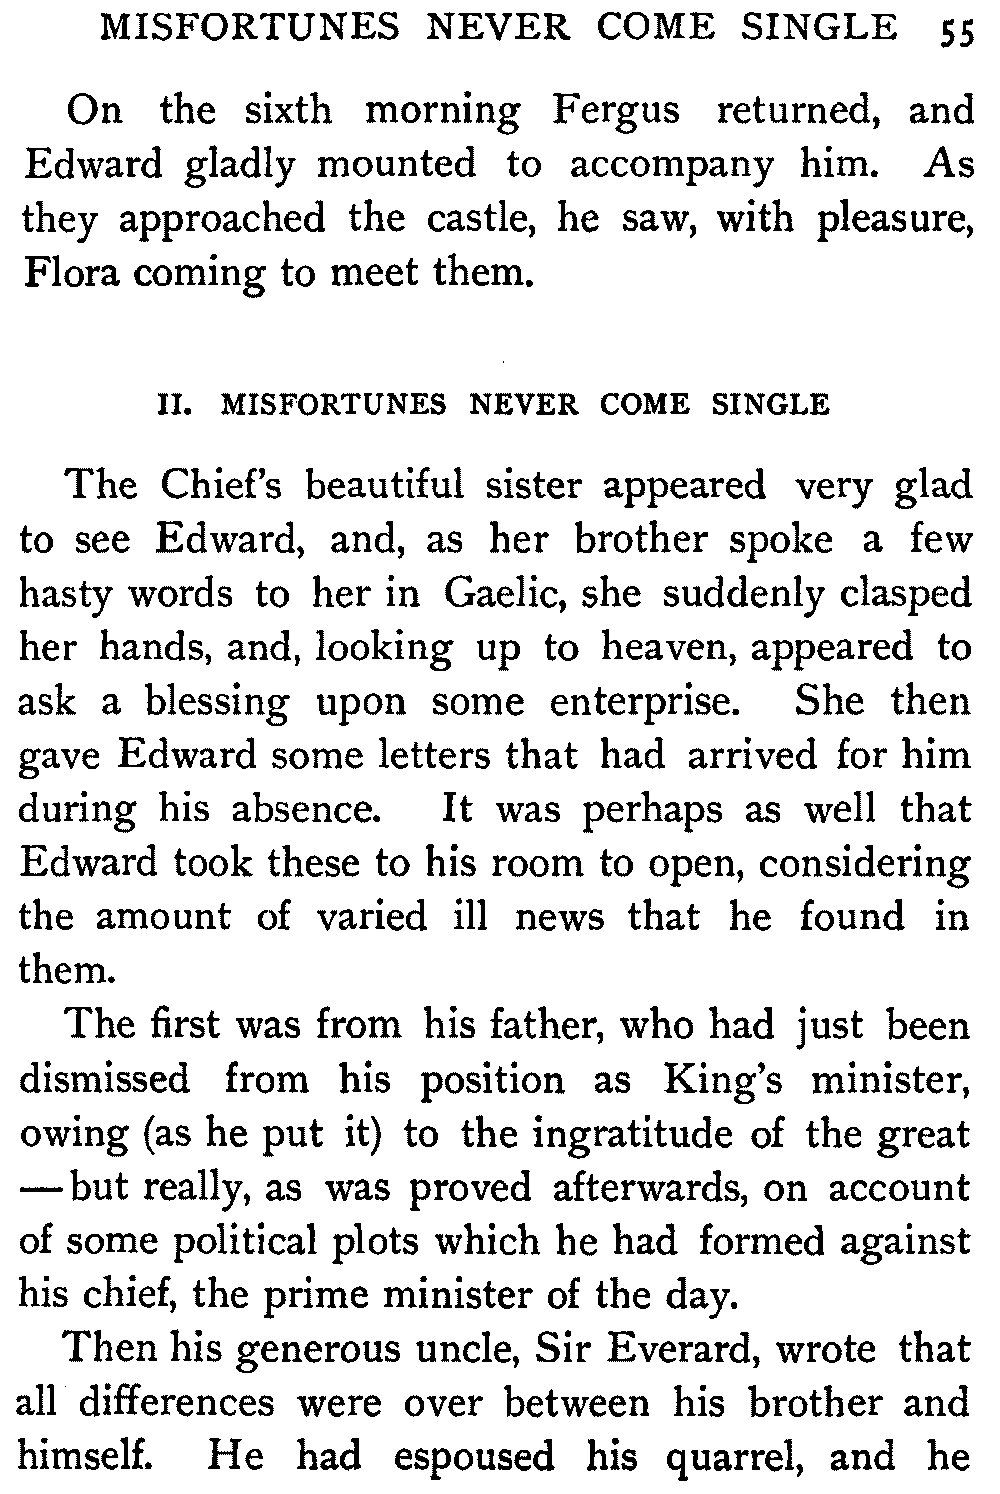 MISFORTUNES NEVER COME SINGLE 55
On the sixth morning Fergus returned, and
Edward gladly mounted to accompany him. As
they approached the castle, he saw, with pleasure,
Flora coming to meet them.
II. MISFORTUNES NEVER COME SINGLE
The Chief's beautiful sister appeared very glad
to see Edward, and, as her brother spoke a few
hasty words to her in Gaelic, she suddenly clasped
her hands, and, looking up to heaven, appeared to
ask a blessing upon some enterprise. She then
gave Edward some letters that had arrived for him
during his absence. It was perhaps as well that
Edward took these to his room to open, considering
the amount of varied ill news that he found in
them.
The first was from his father, who had just been
dismissed from his position as King's minister,
owing (as he put it) to the ingratitude of the great
—but really, as was proved afterwards, on account
of some political plots which he had formed against
his chief, the prime minister of the day.
Then his generous uncle, Sir Everard, wrote that
all differences were over between his brother and
himself. He had espoused his quarrel, and he